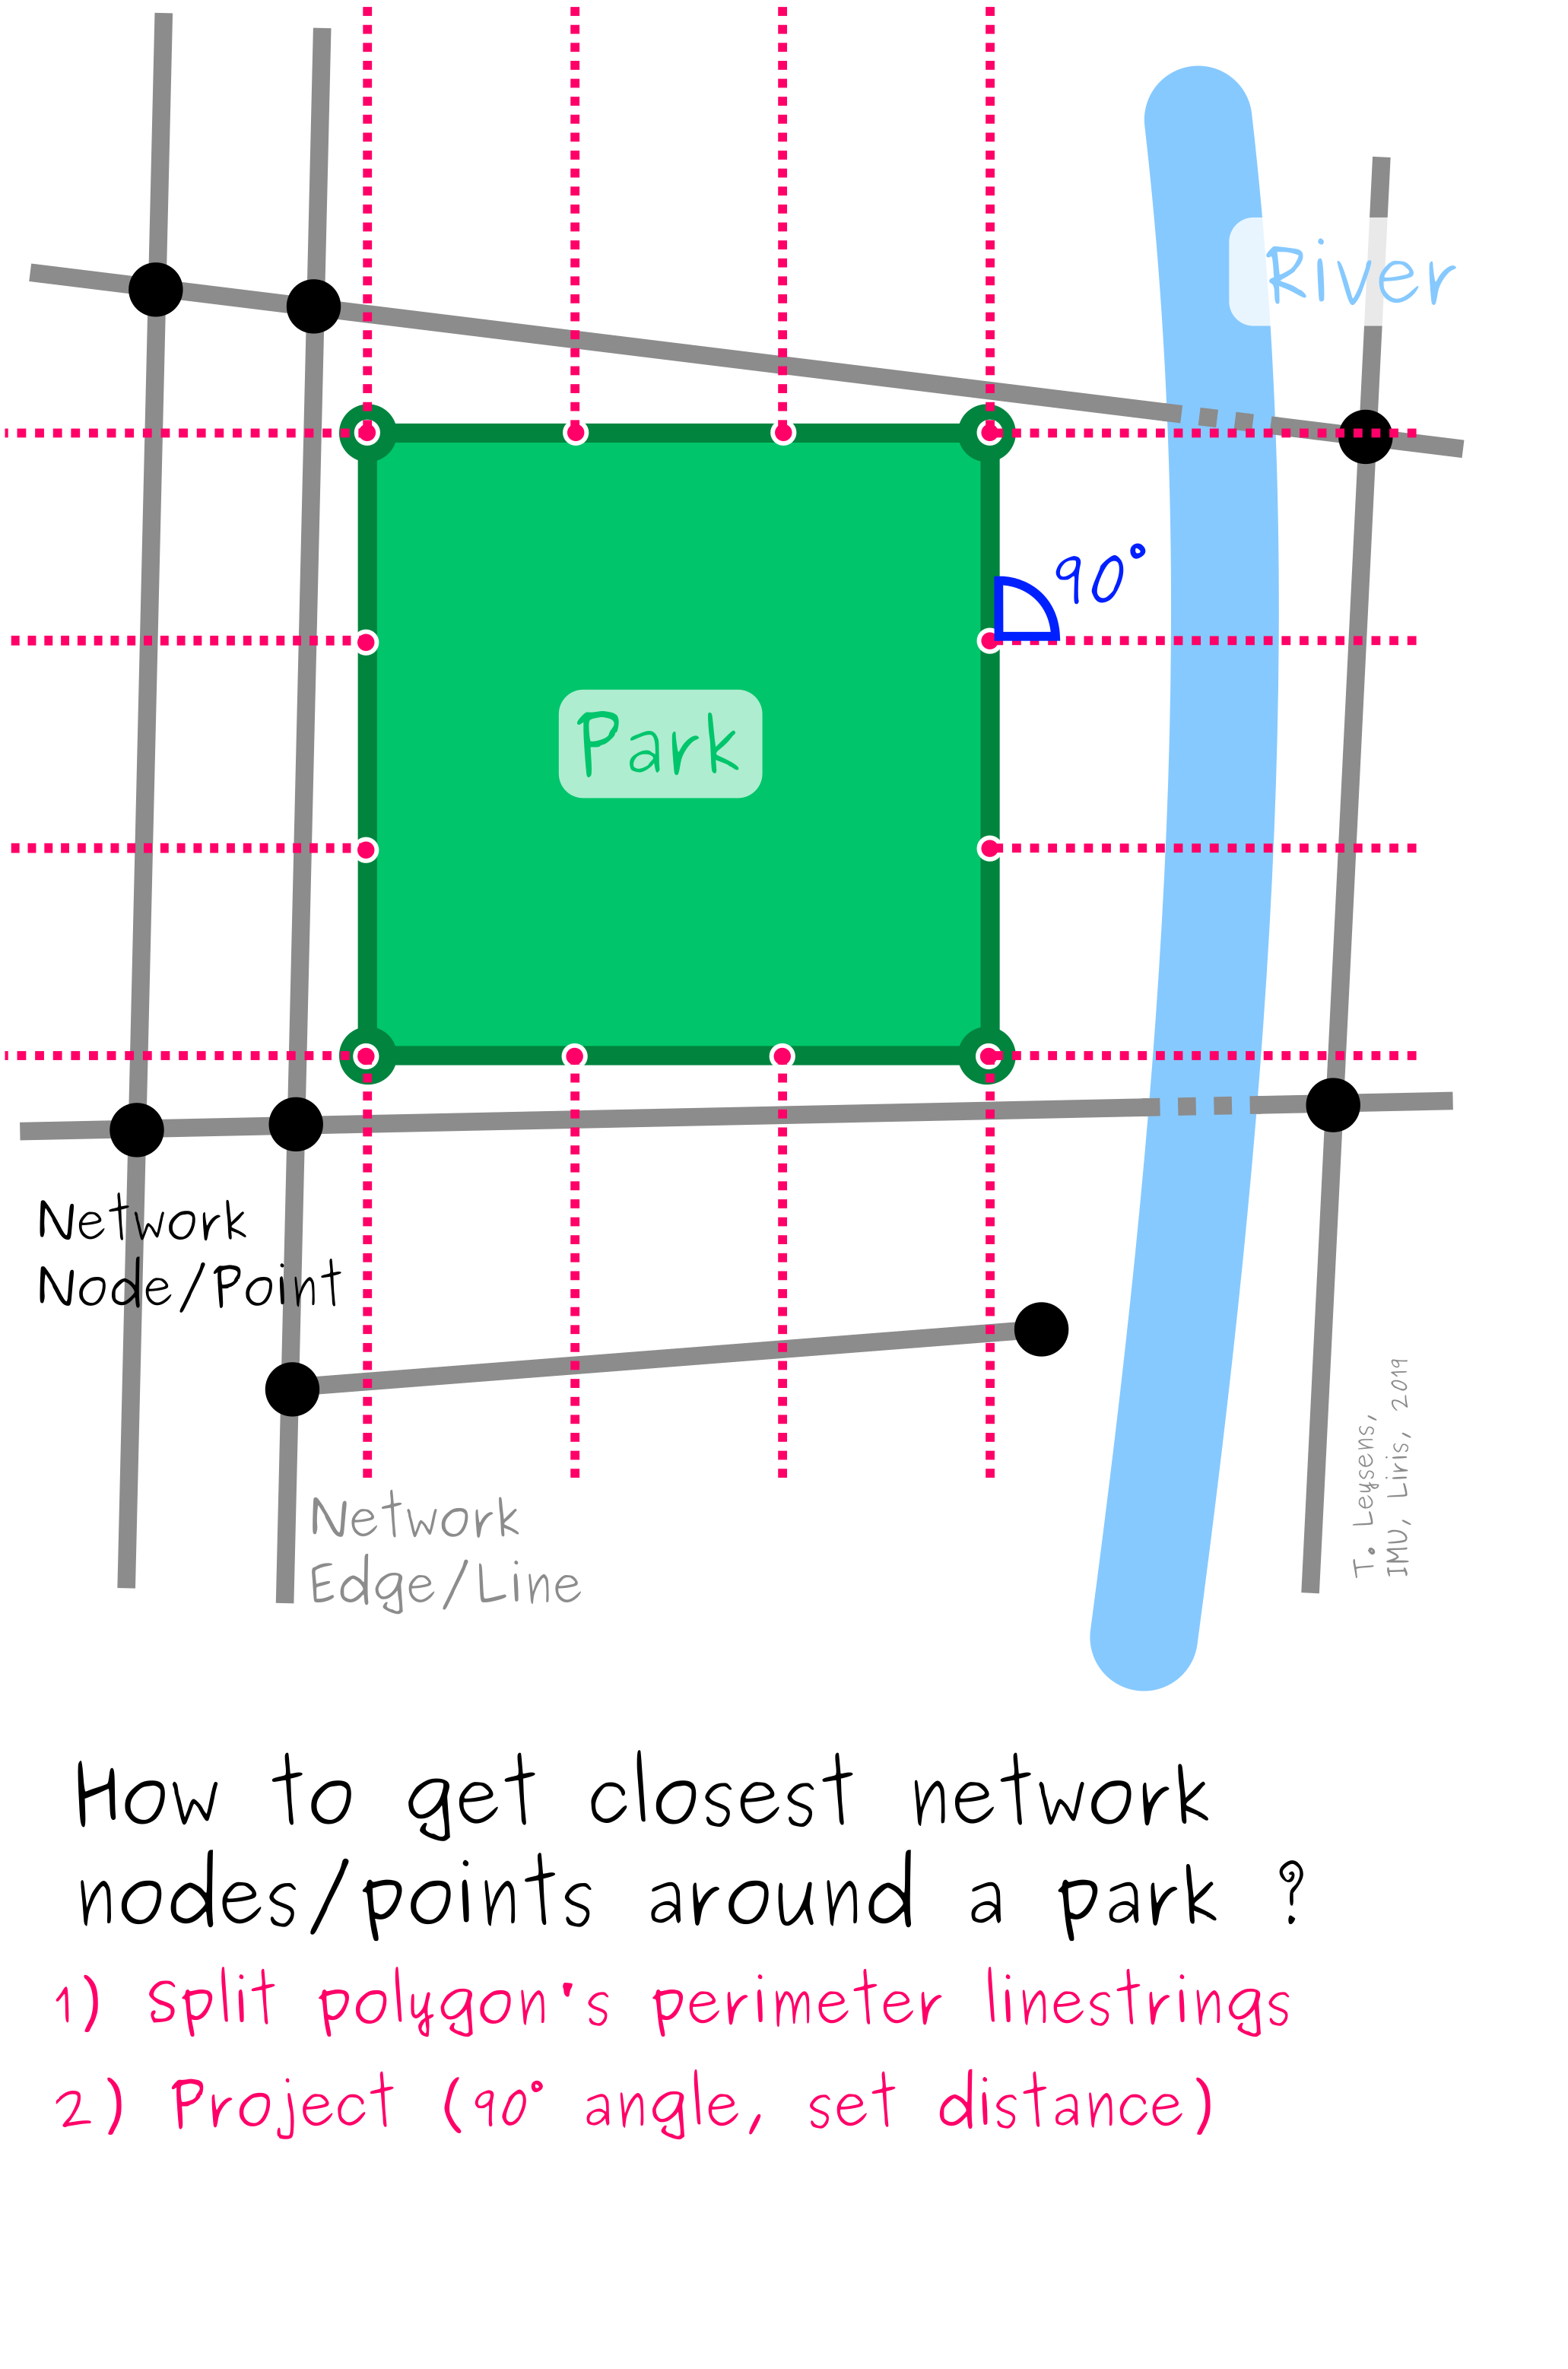 River
90°
Park
Network
Node/Point
Network
Edge/Line
T. Leysens,
IMU, Liris, 2019
How to get closest network
nodes/points around a park ?
1) Split polygon's perimeter linestrings
2) Project (90° angle, set distance)